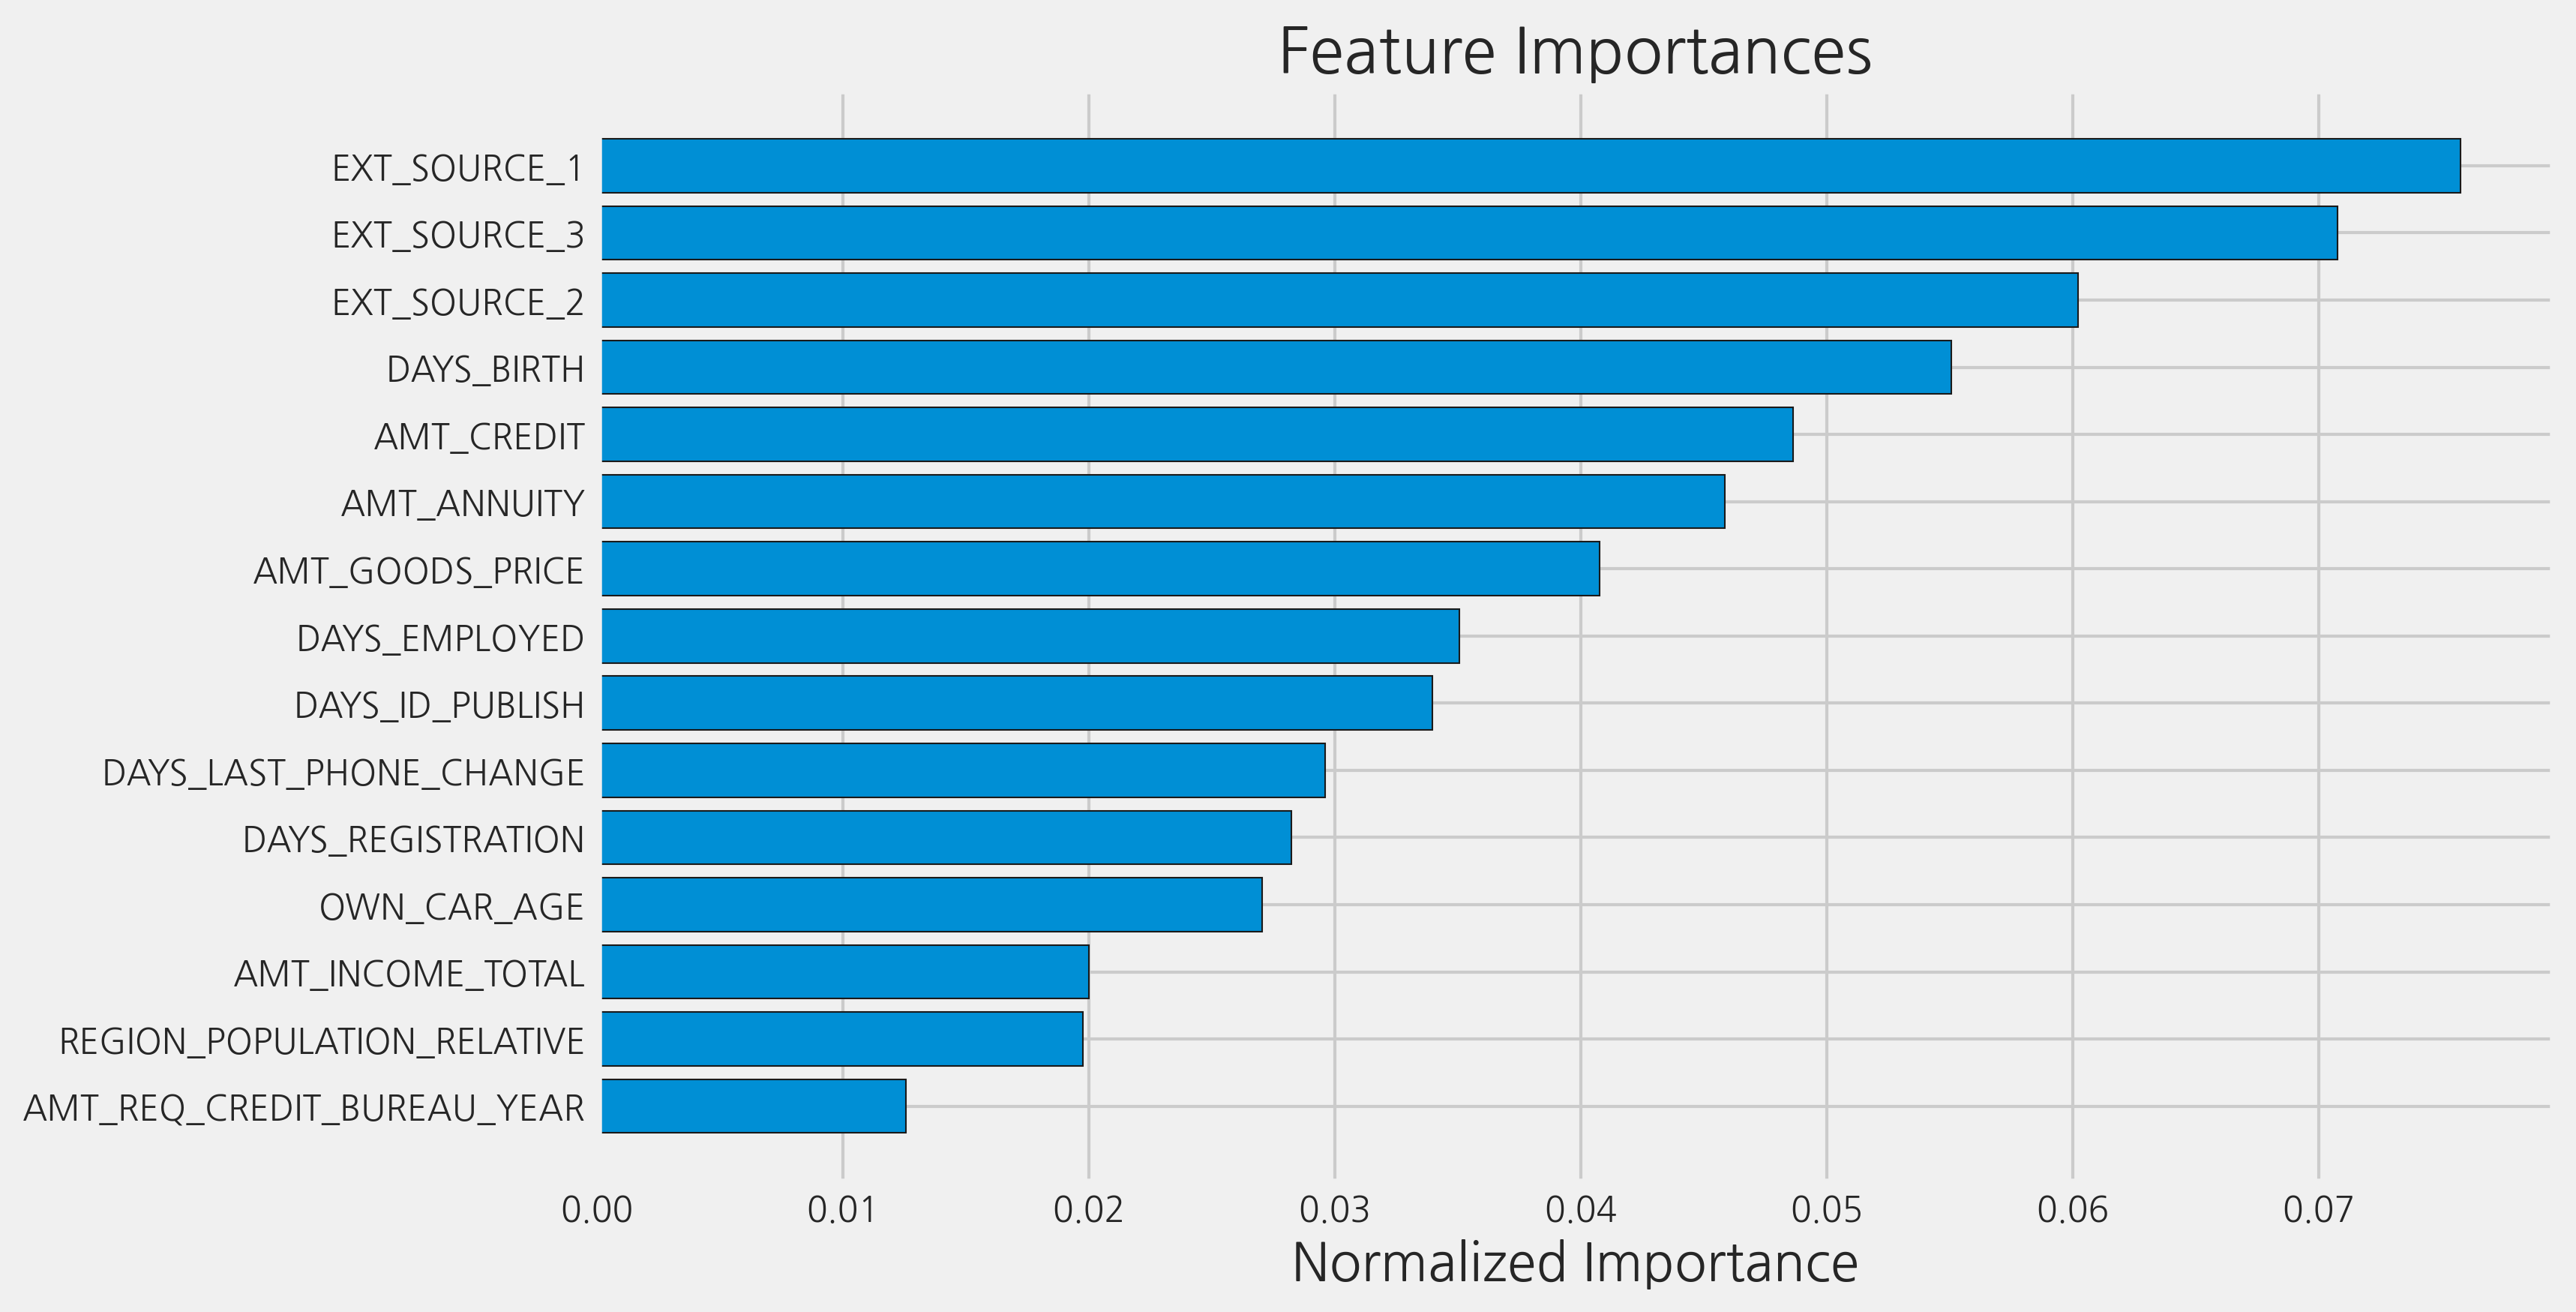 Feature Importances
EXT_SOURCE_1
EXT_SOURCE_3
EXT_SOURCE_2
DAYS_BIRTH
AMT_CREDIT
AMT_ANNUITY
AMT_GOODS_PRICE
DAYS_EMPLOYED
DAYS_ID_PUBLISH
DAYS_LAST_PHONE_CHANGE
DAYS_REGISTRATION
OWN_CAR_AGE
AMT_INCOME_TOTAL
REGION_POPULATION_RELATIVE
AMT_REQ_CREDIT_BUREAU_YEAR
0.00 0.01 0.02 0.03 0.04 0.05 0.06 0.07
Normalized Importance